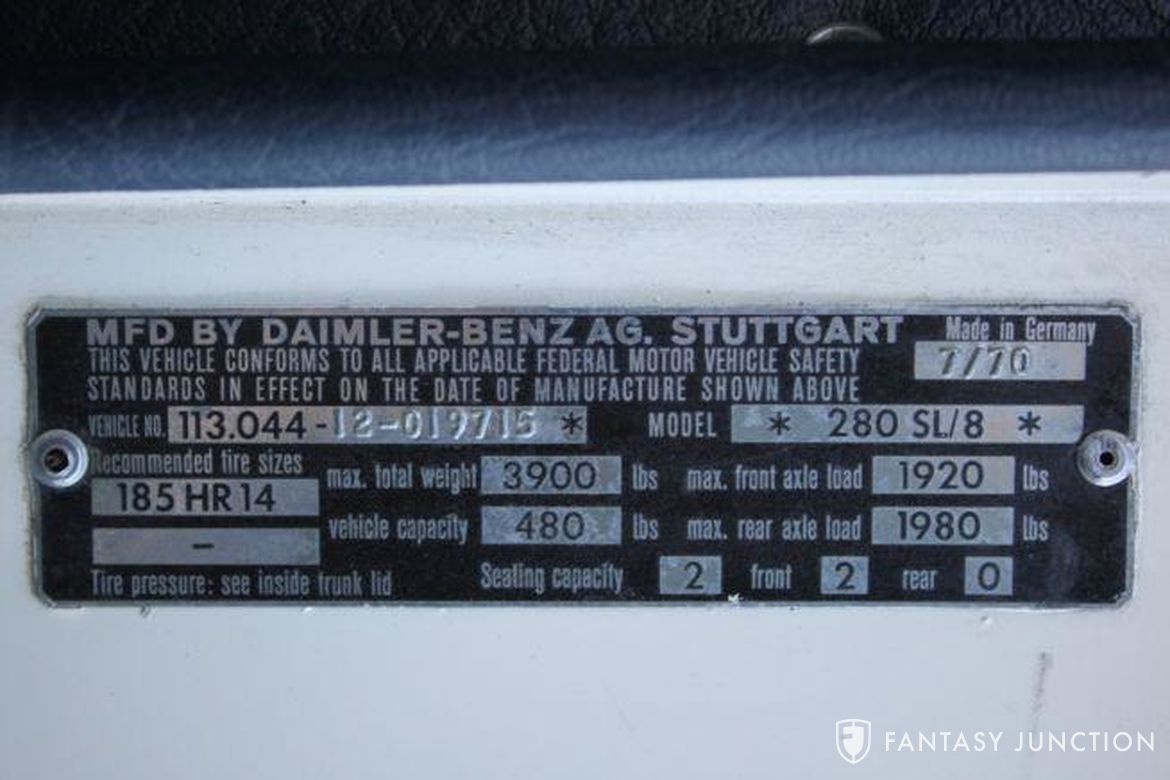 MFD BY DAIMLER-BENZ AG. STUTTGART Made in Germany
THIS VEHICLE CONFORMS TO ALL APPLICABLE FEDERAL MOTOR VEHICLE SAFETY 7/70
STANDARDS IN EFFECT ON THE DATE OF MANUFACTURE SHOWN ABOVE
VEHICLE NO. 113.044-12-019715 * MODEL * 280 SL/8 *
Recommended tire sizes
185 HR 14
–
max. total weight 3900 lbs max. front axle load 1920 lbs
vehicle capacity 480 lbs max. rear axle load 1980 lbs
Tire pressure: see inside trunk lid Seating capacity 2 front 2 rear 0
FANTASY JUNCTION